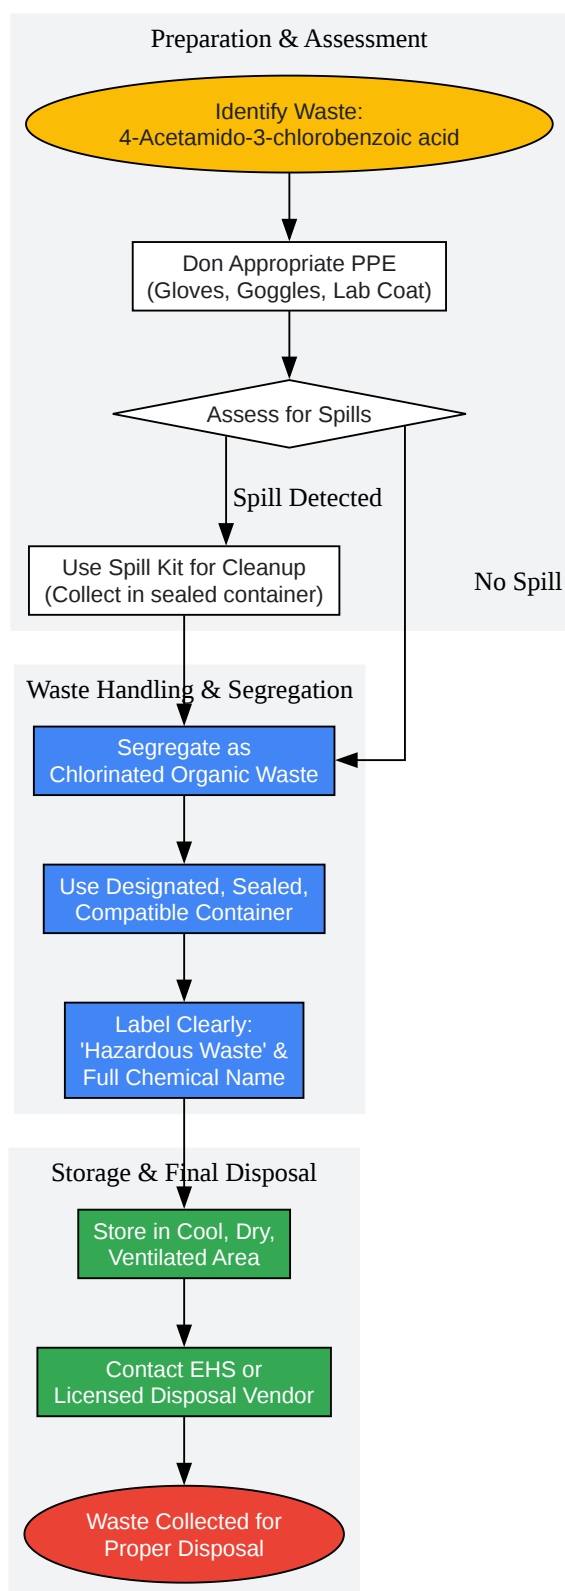 Preparation & Assessment
Identify Waste:
4-Acetamido-3-chlorobenzoic acid
Don Appropriate PPE
(Gloves, Goggles, Lab Coat)
Assess for Spills
Spill Detected
Use Spill Kit for Cleanup
(Collect in sealed container)
No Spill
Waste Handling & Segregation
Segregate as
Chlorinated Organic Waste
Use Designated, Sealed,
Compatible Container
Label Clearly:
'Hazardous Waste' &
Full Chemical Name
Storage & Final Disposal
Store in Cool, Dry,
Ventilated Area
Contact EHS or
Licensed Disposal Vendor
Waste Collected for
Proper Disposal